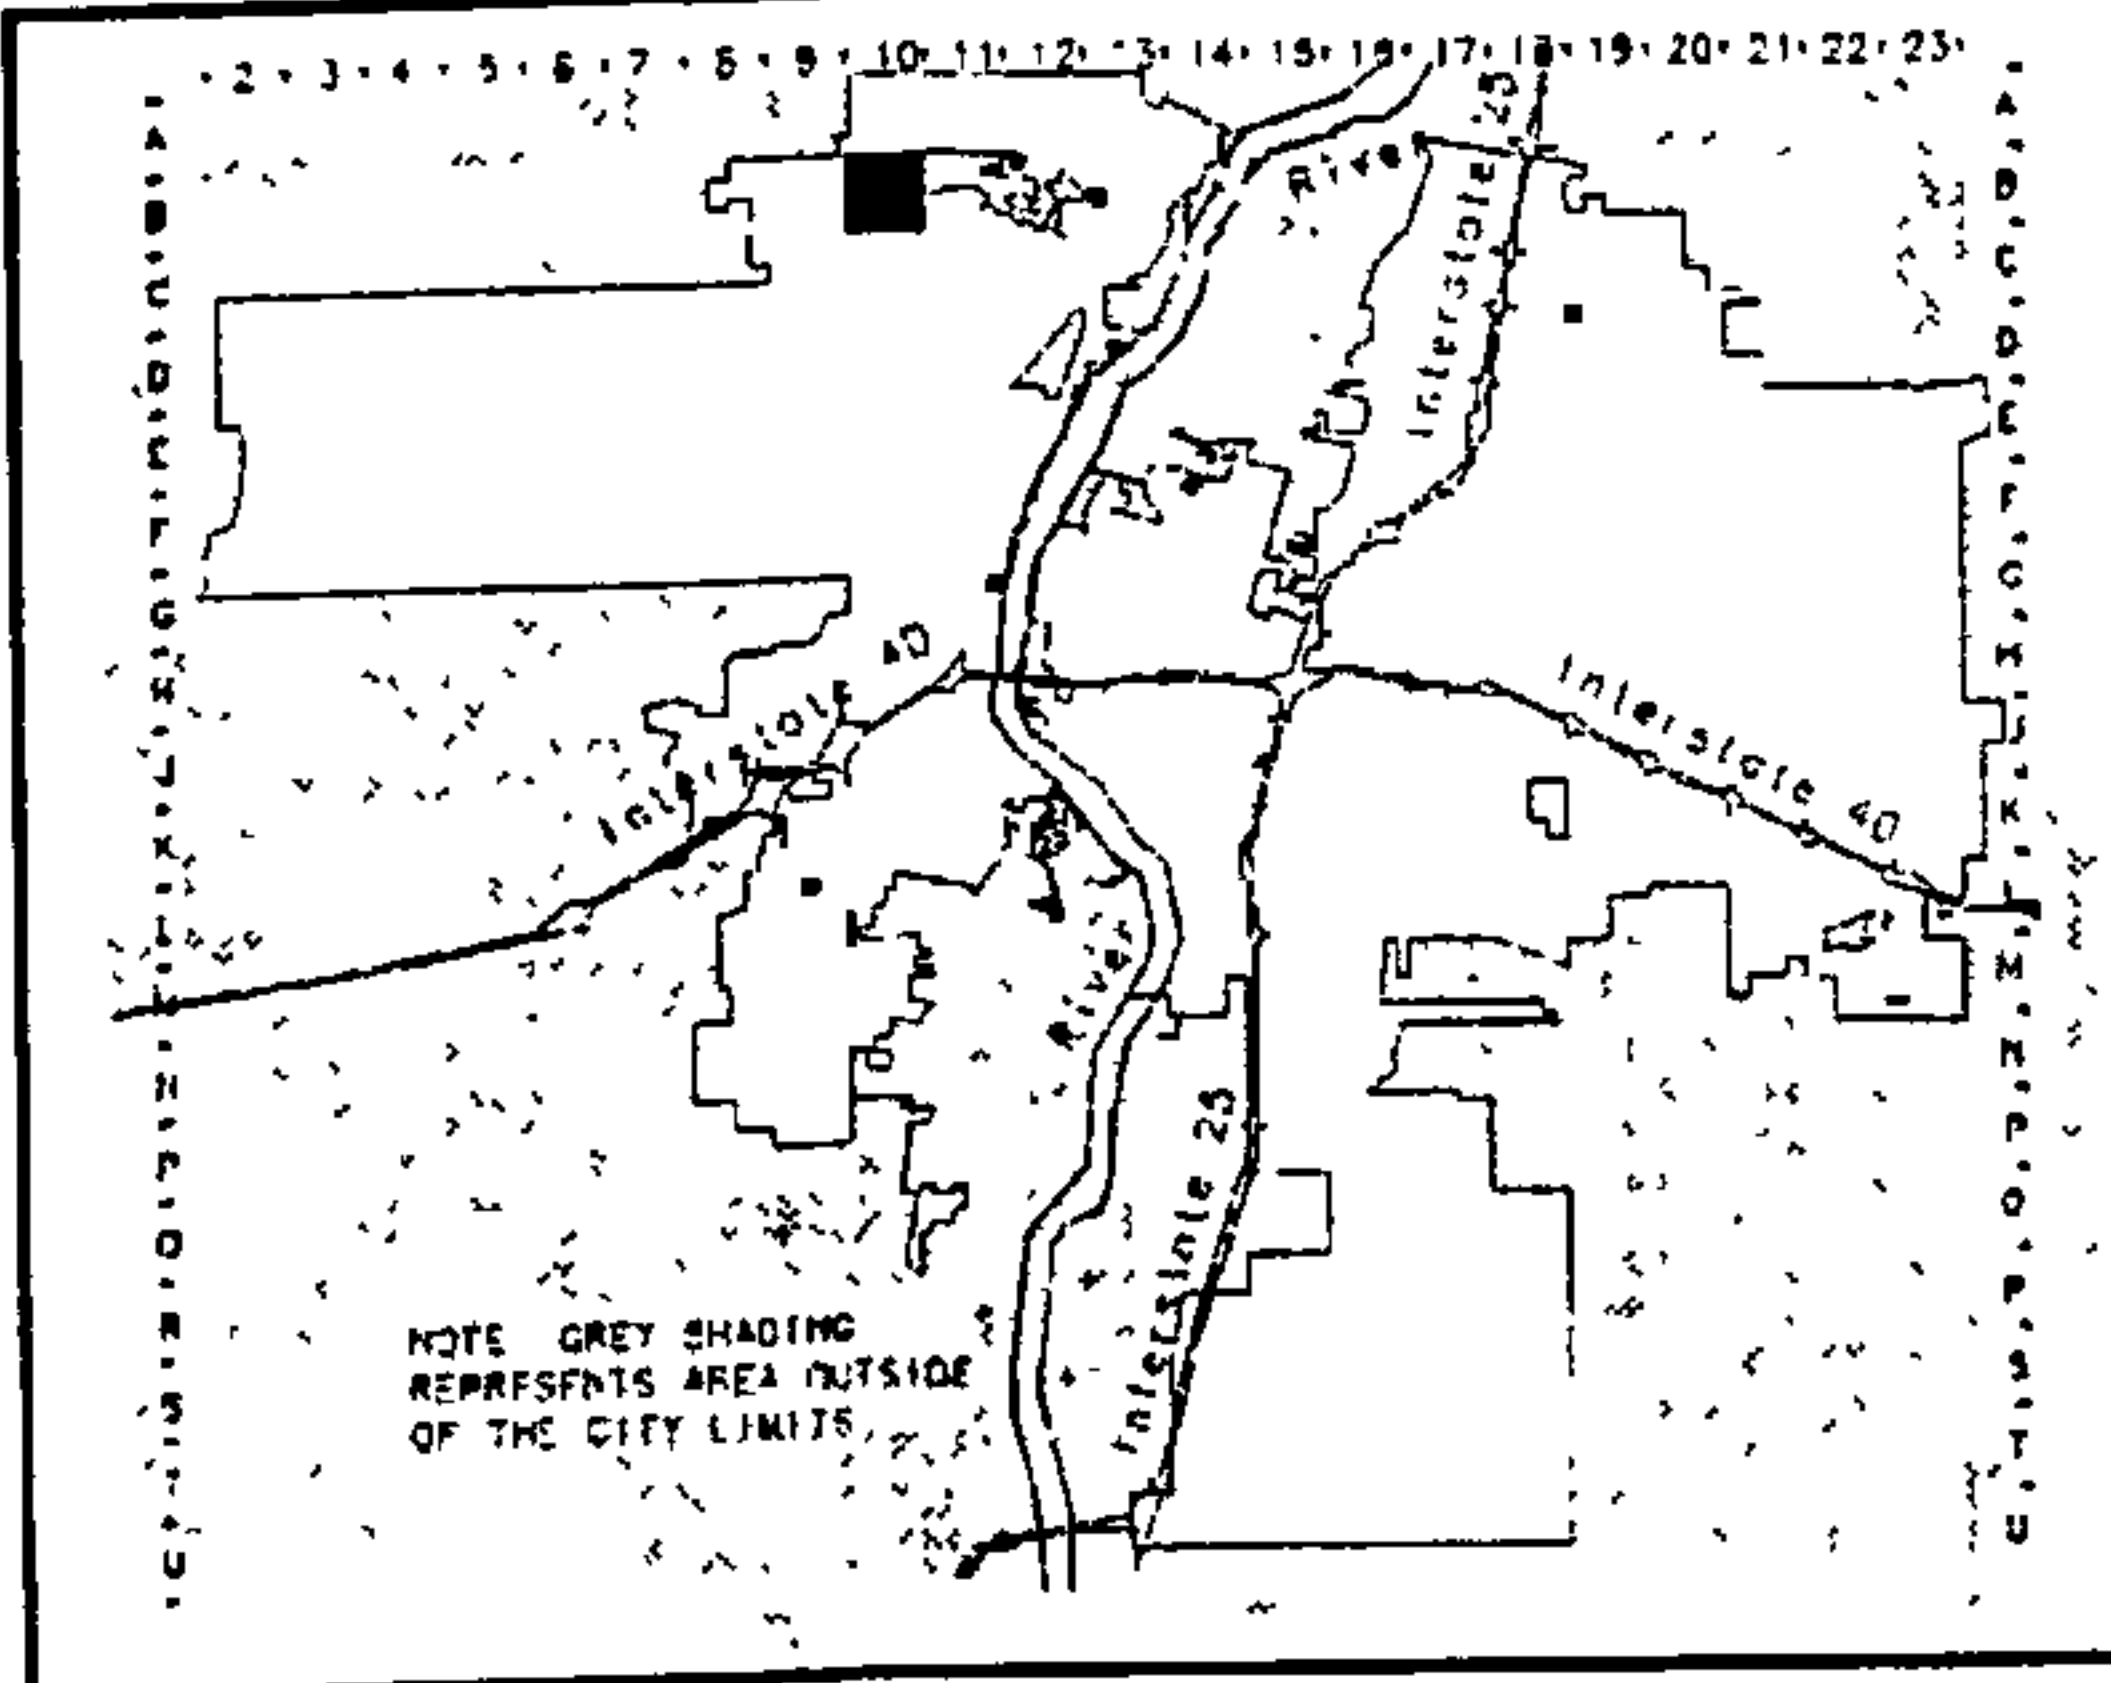 2 3 4 5 6 7 8 9 10 11 12 13 14 15 16 17 18 19 20 21 22 23
A
B
C
D
E
F
G
H
J
K
L
M
N
P
Q
R
S
T
U
A
B
C
D
E
F
G
H
J
K
L
M
N
P
Q
R
S
T
U
River
Interstate 25
Interstate 40
Interstate 40
River
Interstate 25
NOTE GREY SHADING
REPRESENTS AREA OUTSIDE
OF THE CITY LIMITS